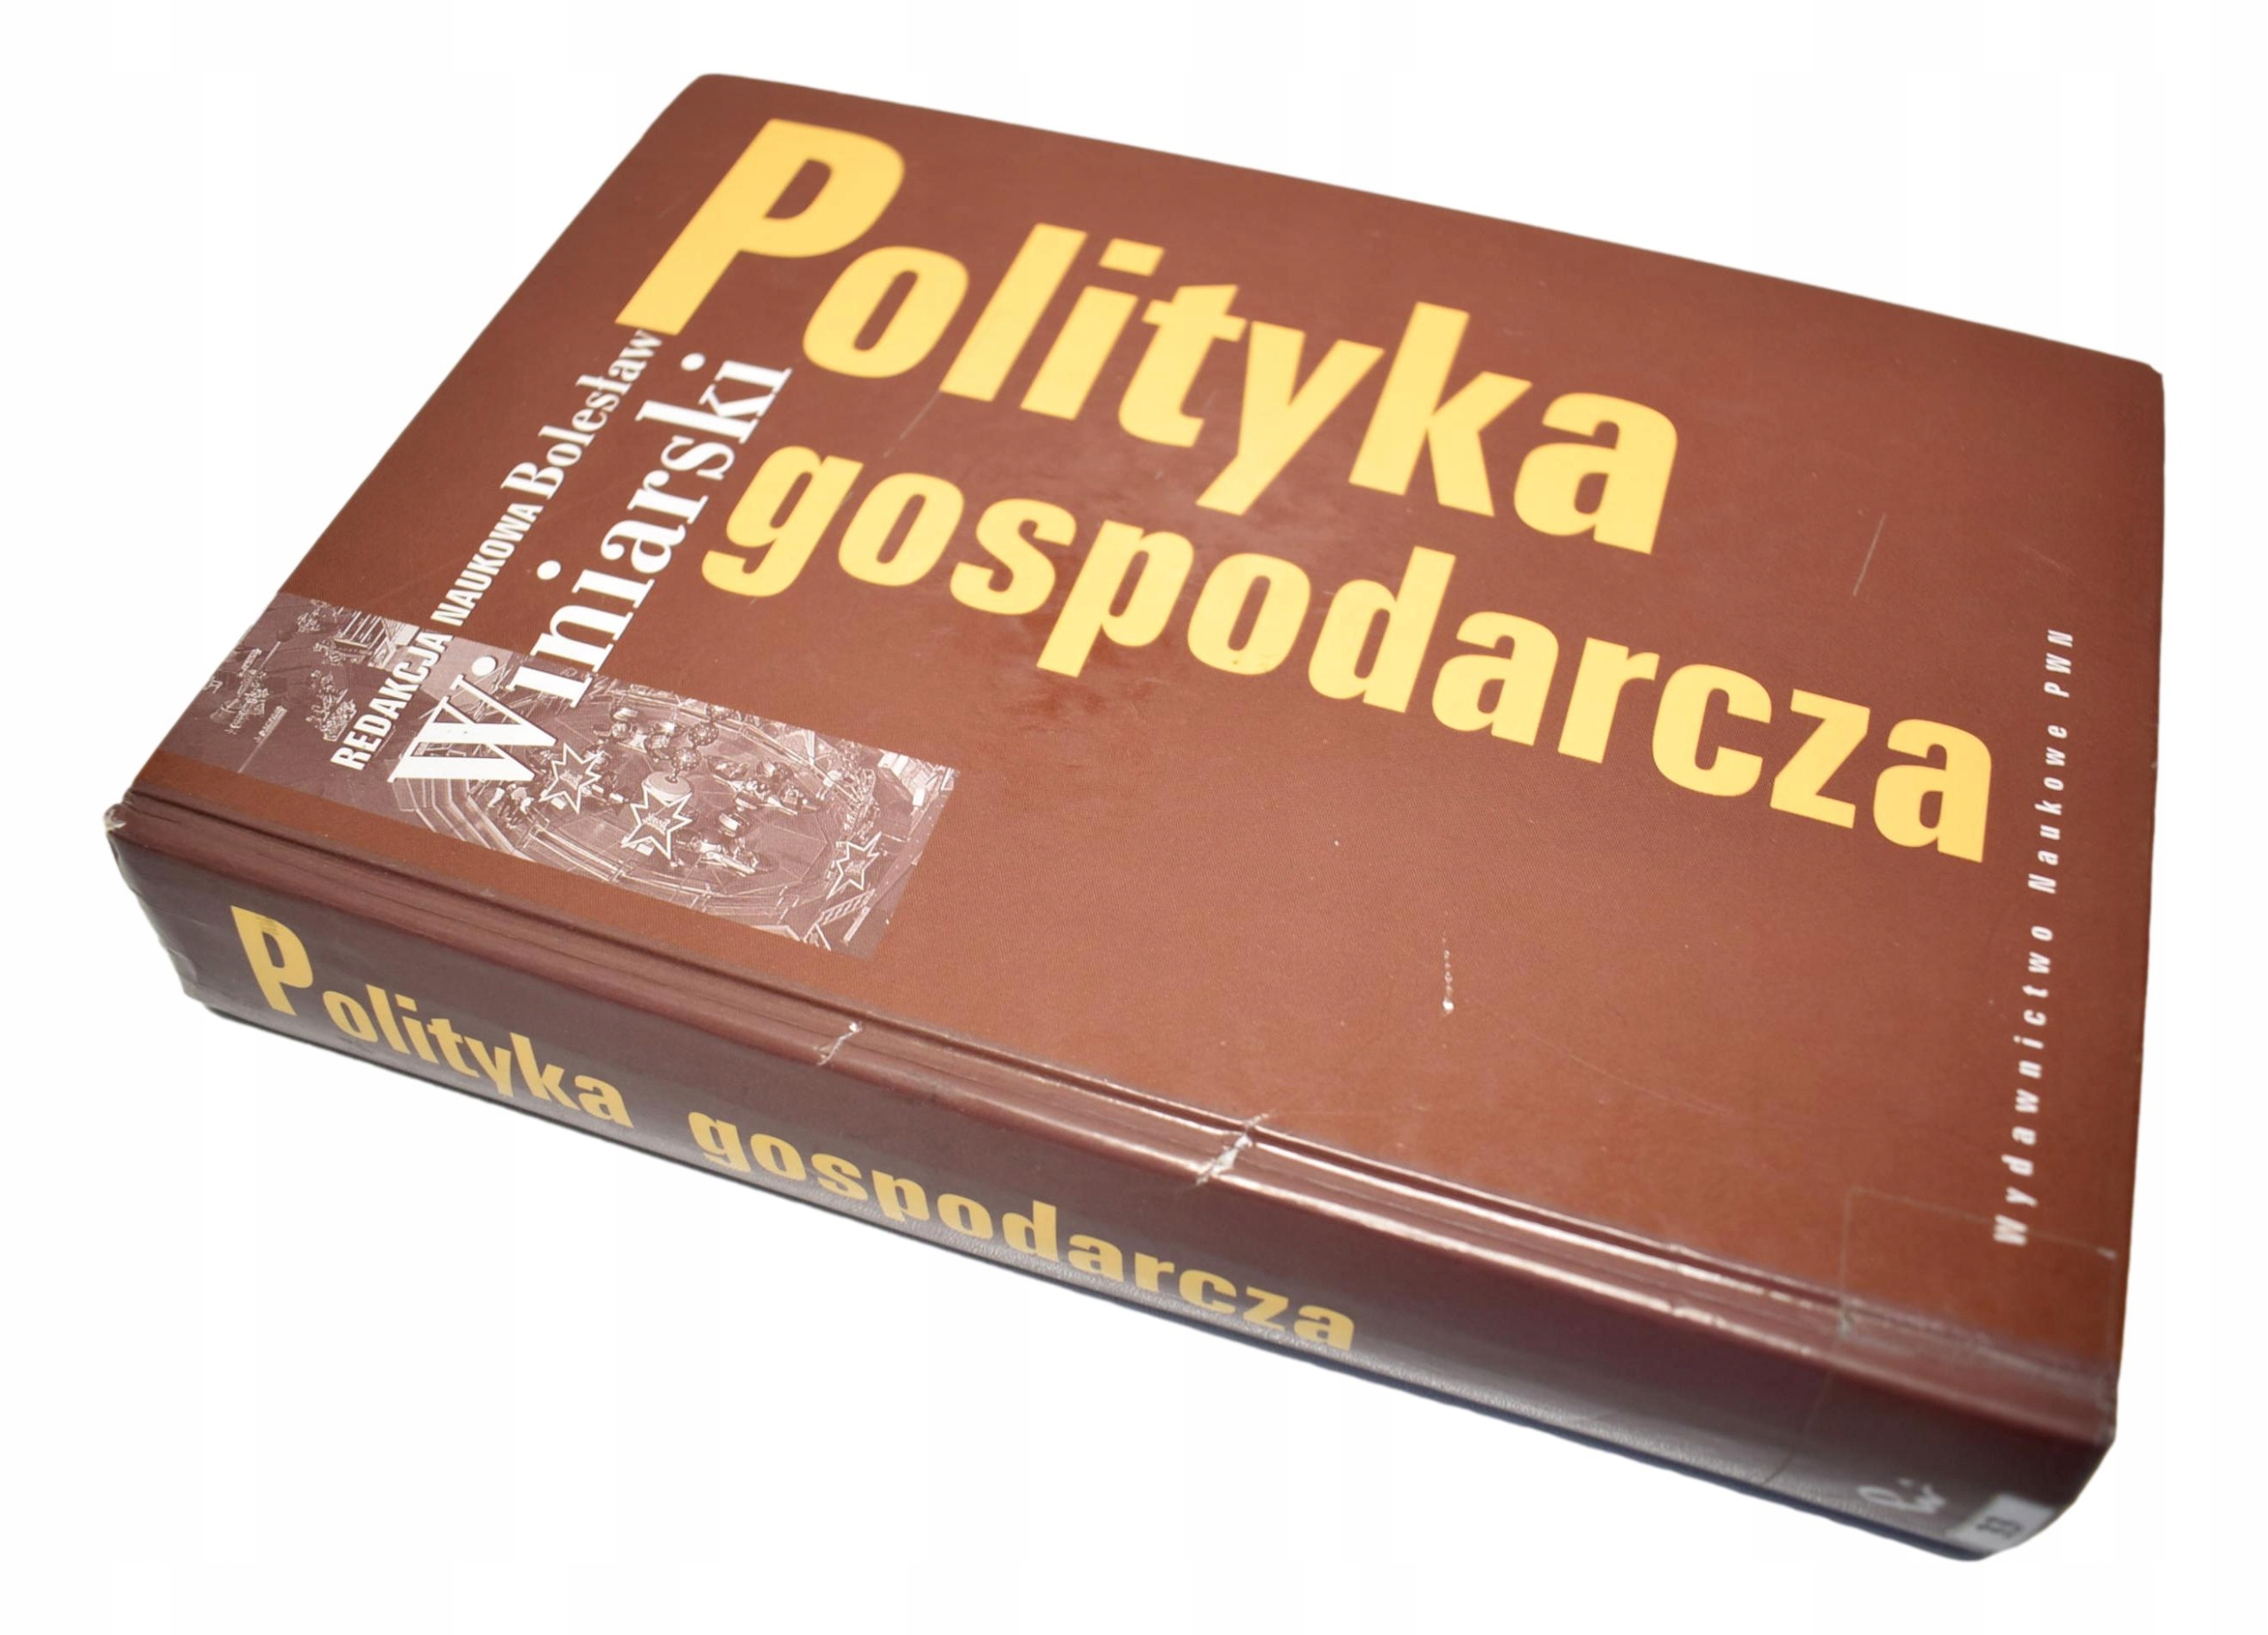 REDAKCJA NAUKOWA Bolesław
Winiarski
Polityka
gospodarcza
Wydawnictwo Naukowe PWN
Polityka gospodarcza